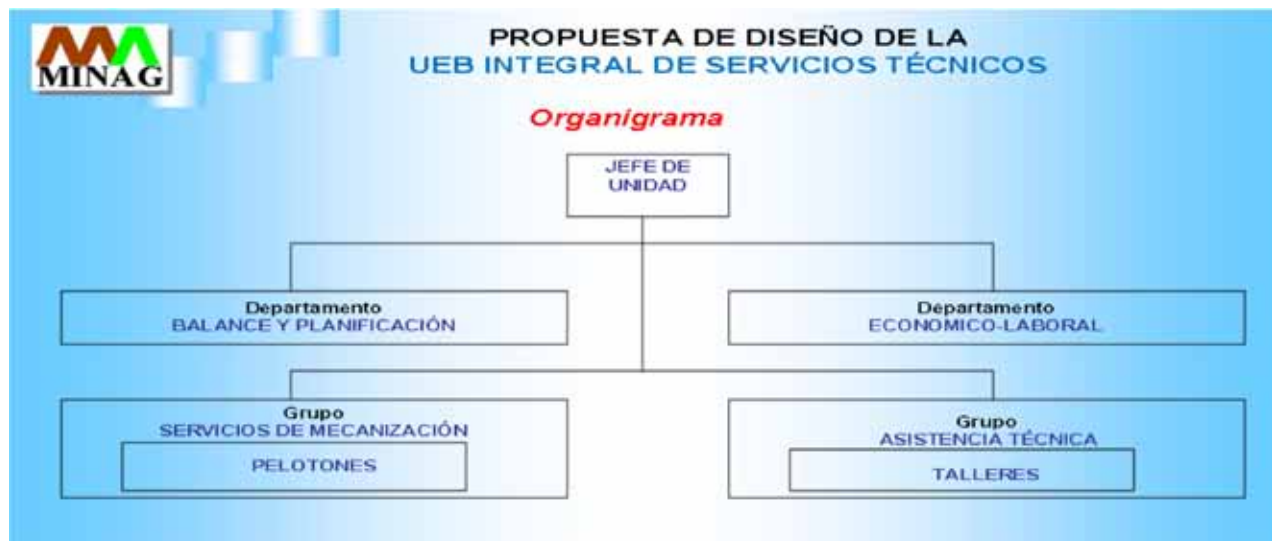 MINAG
PROPUESTA DE DISEÑO DE LA
UEB INTEGRAL DE SERVICIOS TÉCNICOS
Organigrama
JEFE DE
UNIDAD
Departamento
BALANCE Y PLANIFICACIÓN
Departamento
ECONOMICO-LABORAL
Grupo
SERVICIOS DE MECANIZACIÓN
PELOTONES
Grupo
ASISTENCIA TÉCNICA
TALLERES